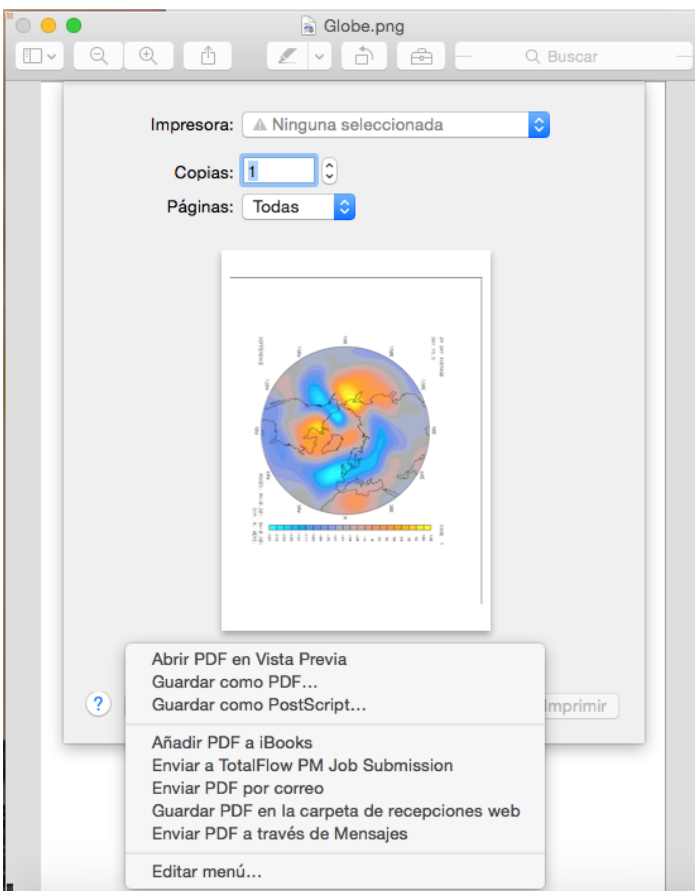 Globe.png
Buscar
Impresora: Ninguna seleccionada
Copias: 1
Páginas: Todas
Abrir PDF en Vista Previa
Guardar como PDF...
Guardar como PostScript...
? Imprimir
Añadir PDF a iBooks
Enviar a TotalFlow PM Job Submission
Enviar PDF por correo
Guardar PDF en la carpeta de recepciones web
Enviar PDF a través de Mensajes
Editar menú...